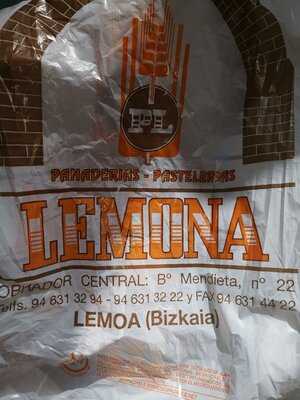 PL
PANADERIAS - PASTELERIAS
LEMONA
OBRADOR CENTRAL: Bº Mendieta, nº 22
Telfs. 94 631 32 94 - 94 631 32 22 y FAX 94 631 44 22
LEMOA (Bizkaia)